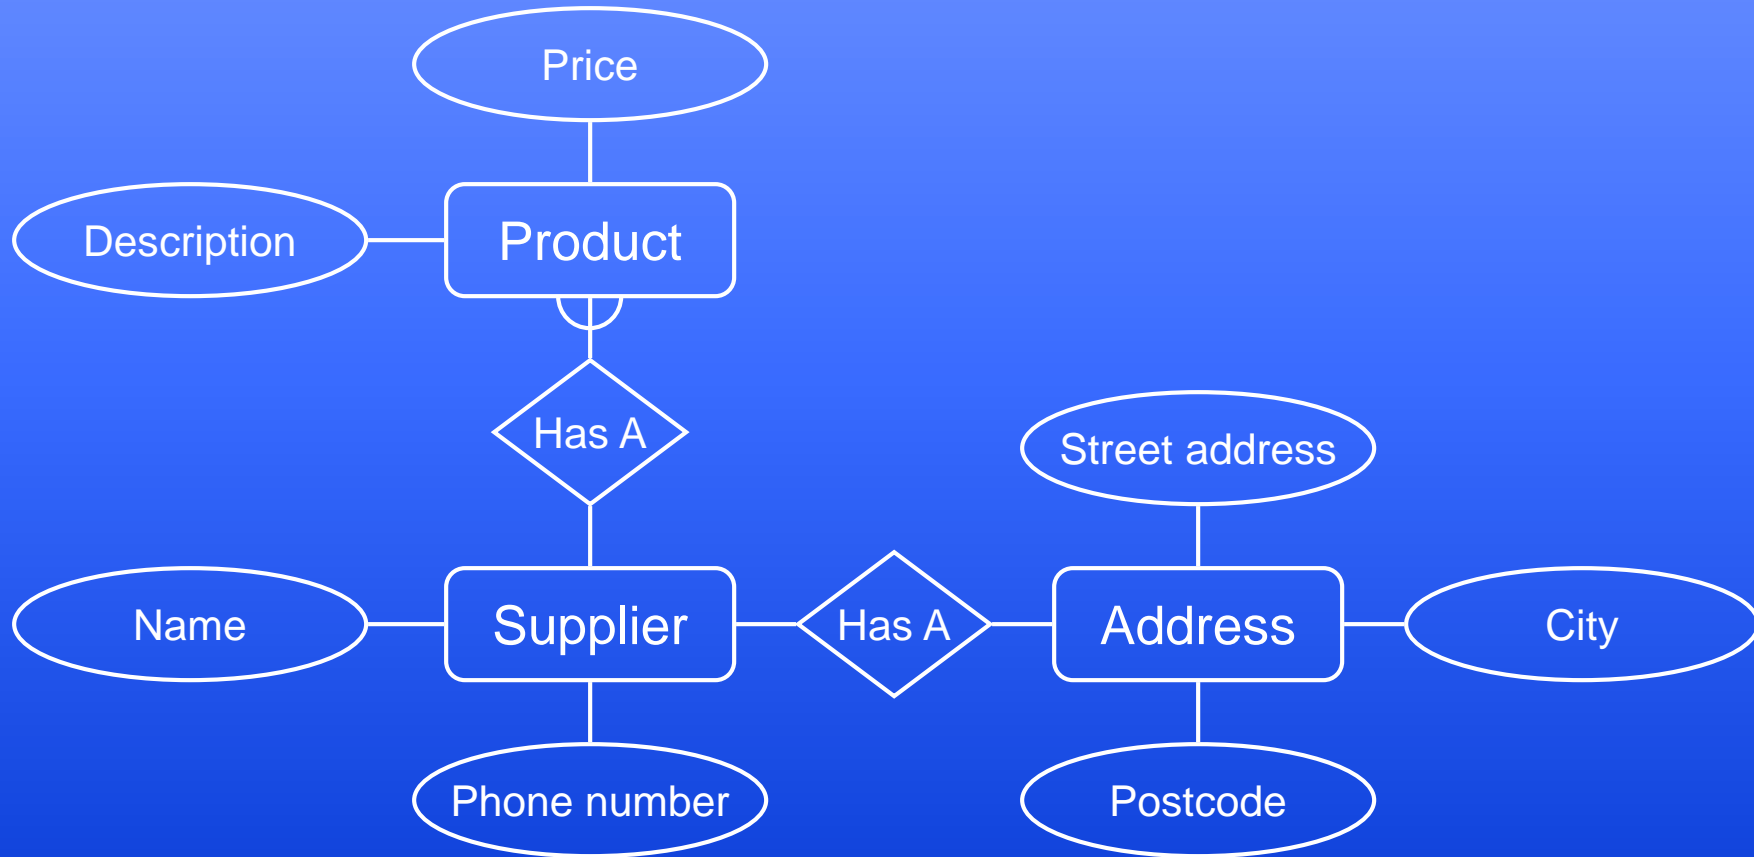 Price
Description
Product
Has A
Street address
Name
Supplier
Has A
Address
City
Phone number
Postcode